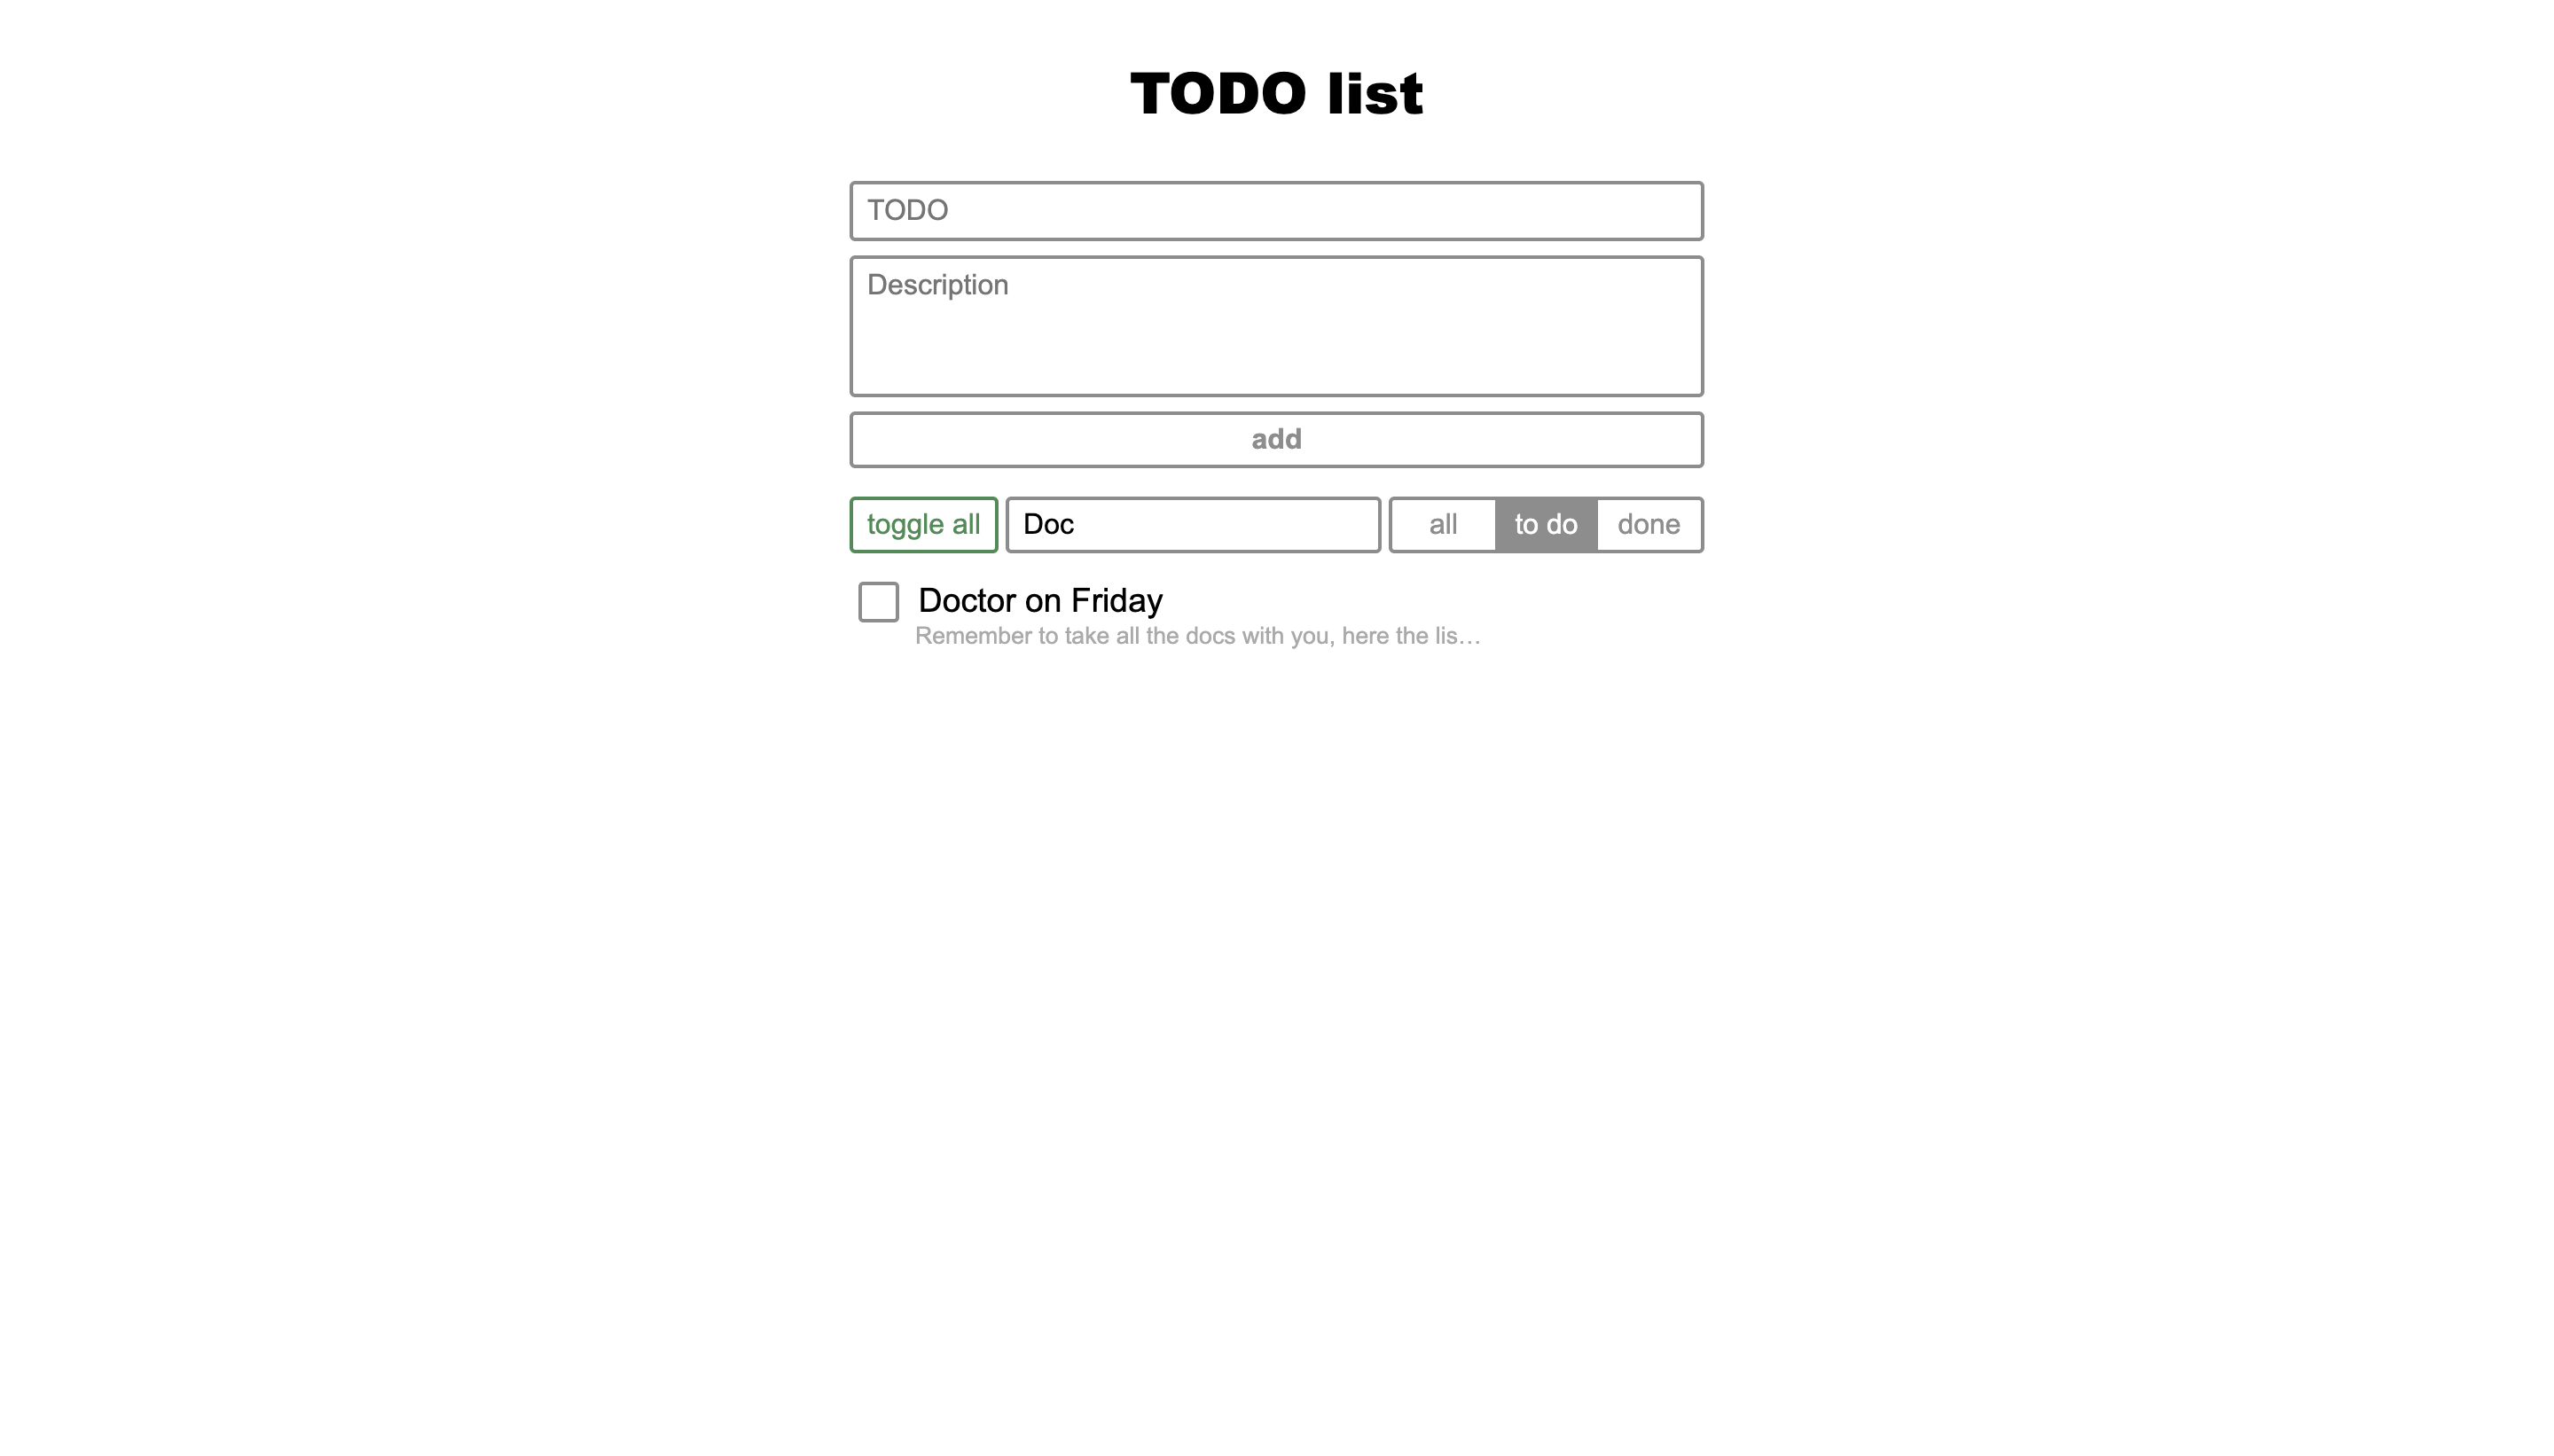 TODO list
TODO
Description
add
toggle all Doc all to do done
Doctor on Friday
Remember to take all the docs with you, here the lis…